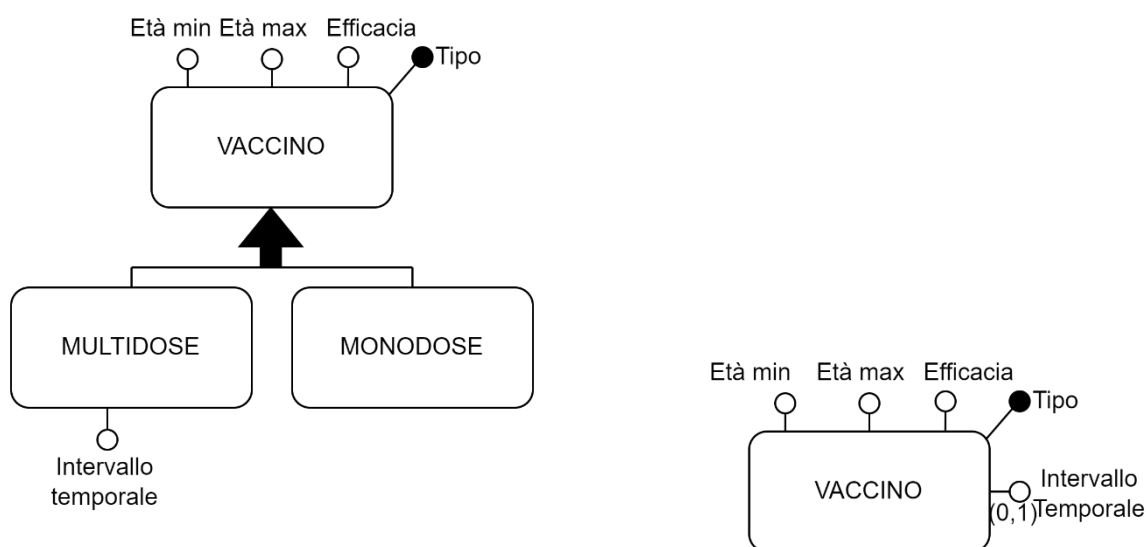 Età min Età max Efficacia
Tipo
VACCINO
MULTIDOSE
MONODOSE
Intervallo
temporale
Età min Età max Efficacia
Tipo
VACCINO
Intervallo
(0,1) Temporale